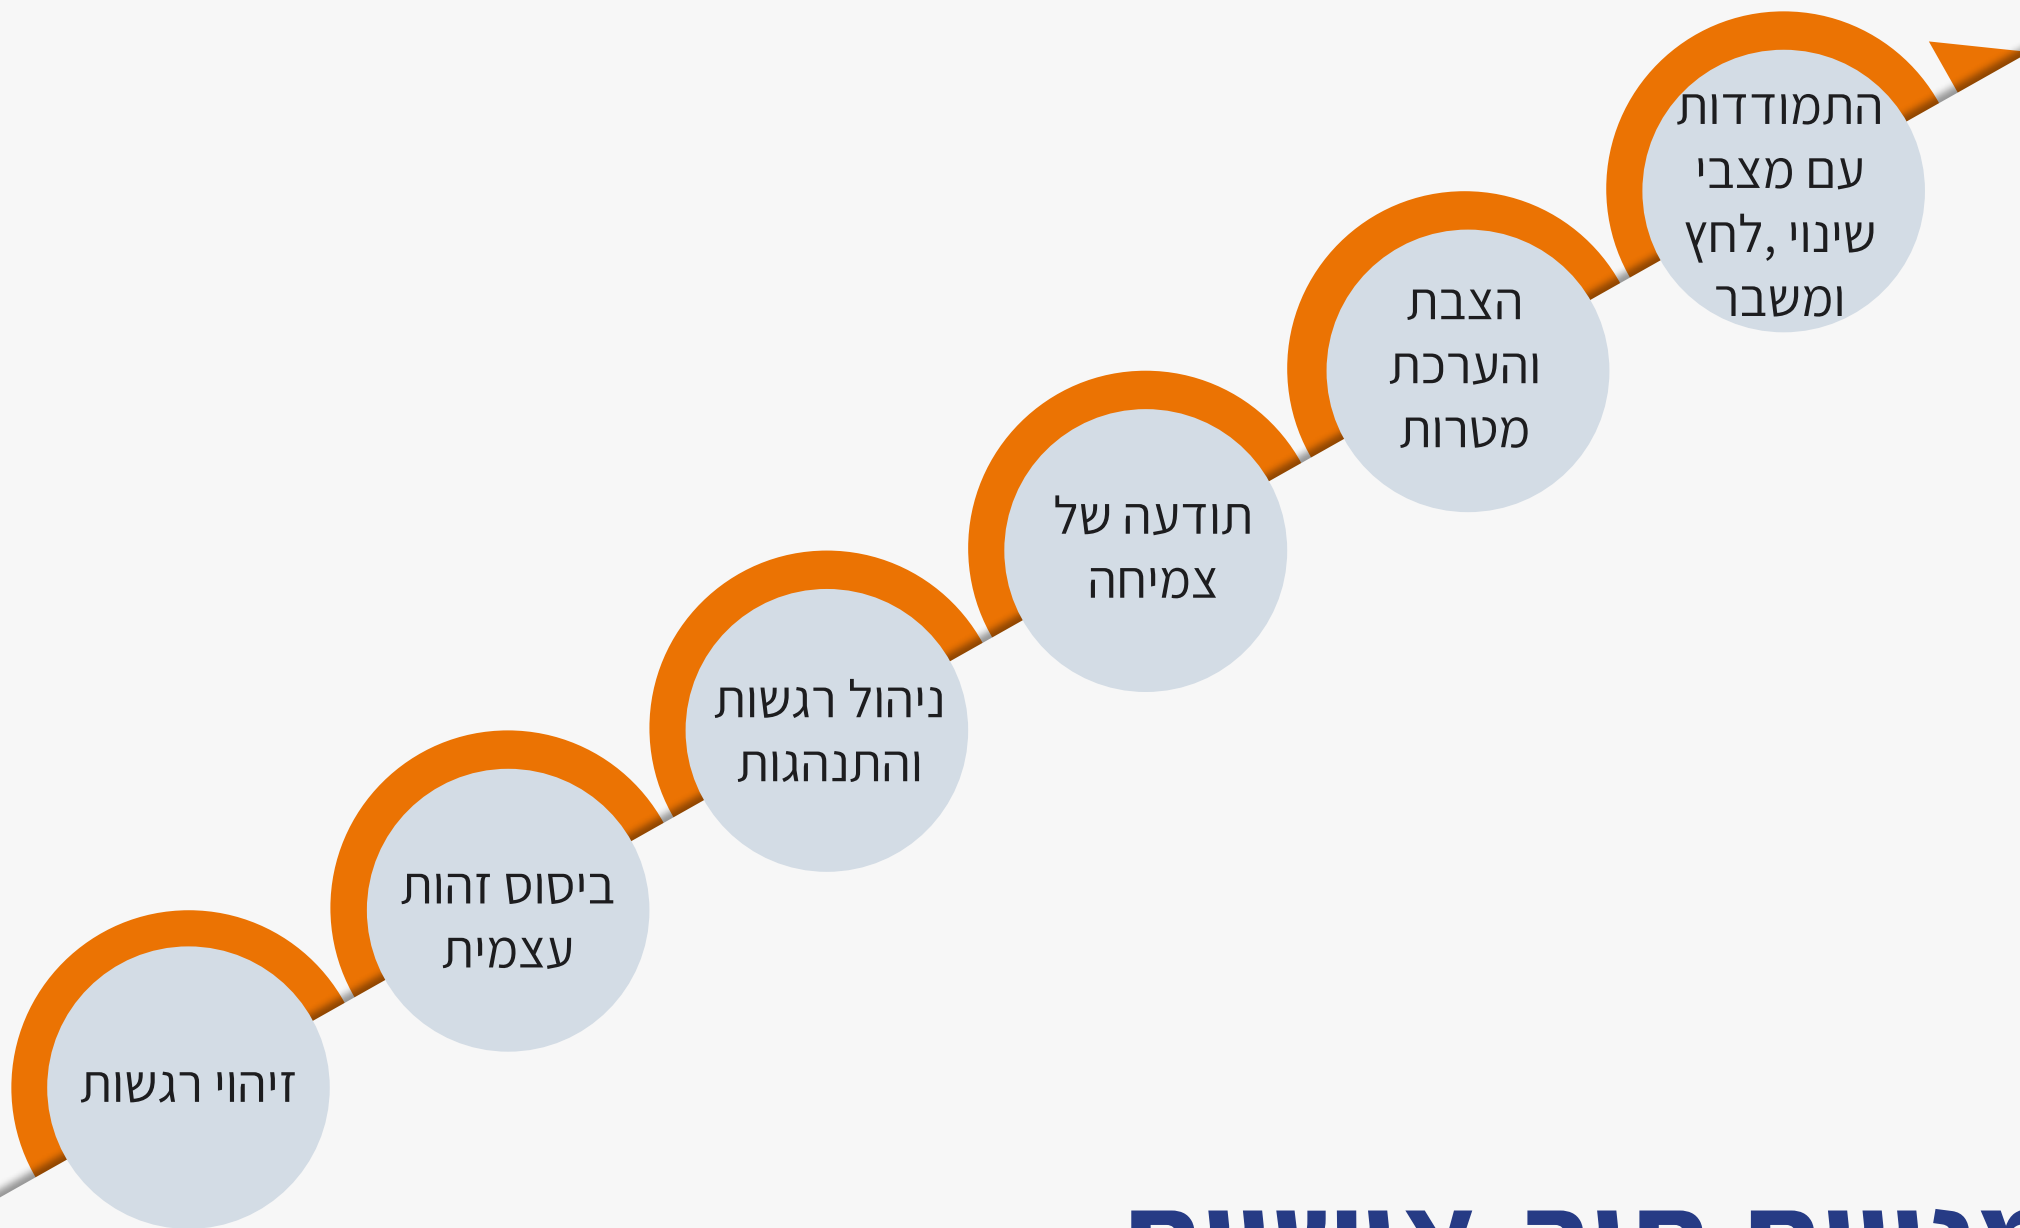 התמודדות
עם מצבי
שינוי ,לחץ
ומשבר
הצבת
והערכת
מטרות
תודעה של
צמיחה
ניהול רגשות
והתנהגות
ביסוס זהות
עצמית
זיהוי רגשות